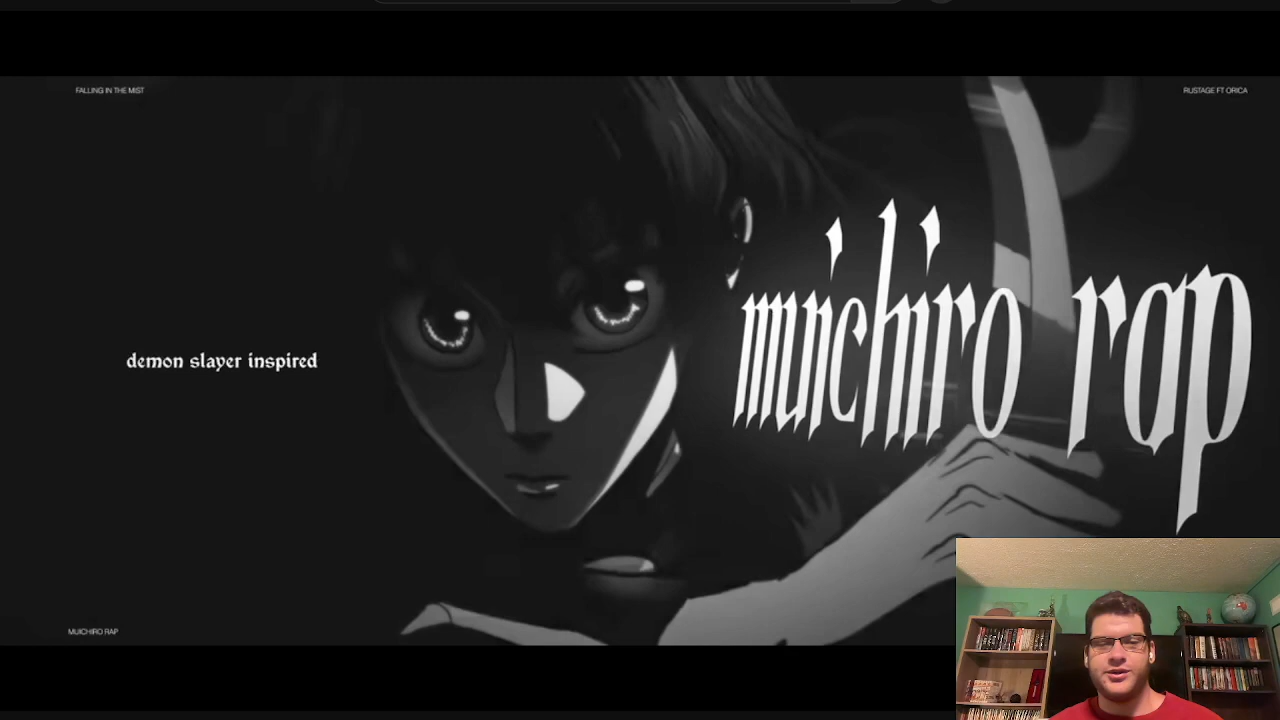 FALLING IN THE MIST
RUSTAGE FT ORICA
muichiro rap
demon slayer inspired
MUICHIRO RAP